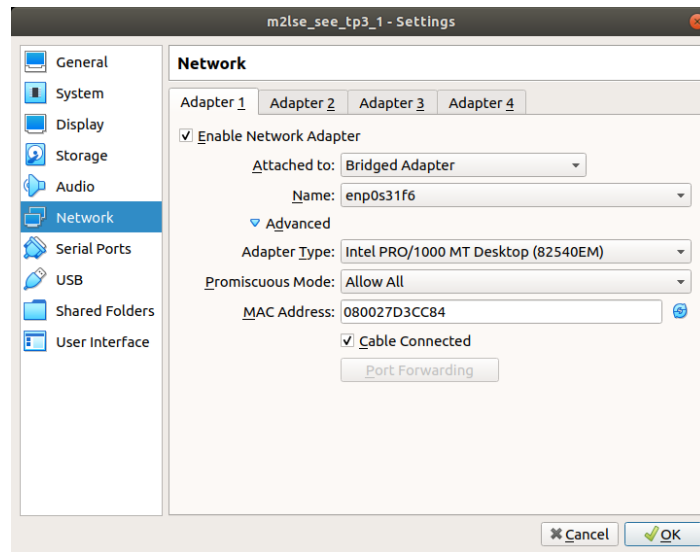 m2lse_see_tp3_1 - Settings
General
System
Display
Storage
Audio
Network
Serial Ports
USB
Shared Folders
User Interface
Network
Adapter 1 Adapter 2 Adapter 3 Adapter 4
Enable Network Adapter
Attached to: Bridged Adapter
Name: enp0s31f6
Advanced
Adapter Type: Intel PRO/1000 MT Desktop (82540EM)
Promiscuous Mode: Allow All
MAC Address: 080027D3CC84
Cable Connected
Port Forwarding
Cancel OK